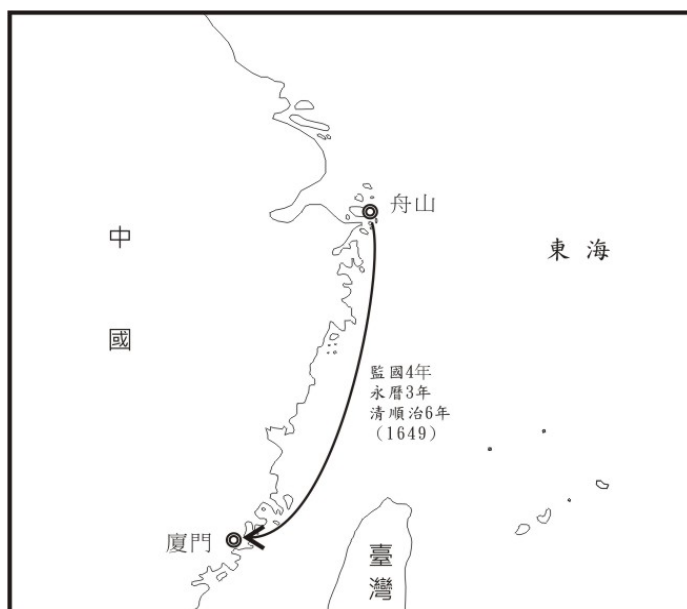 舟山
中國
東海
監國4年
永曆3年
清順治6年
(1649)
廈門
臺灣